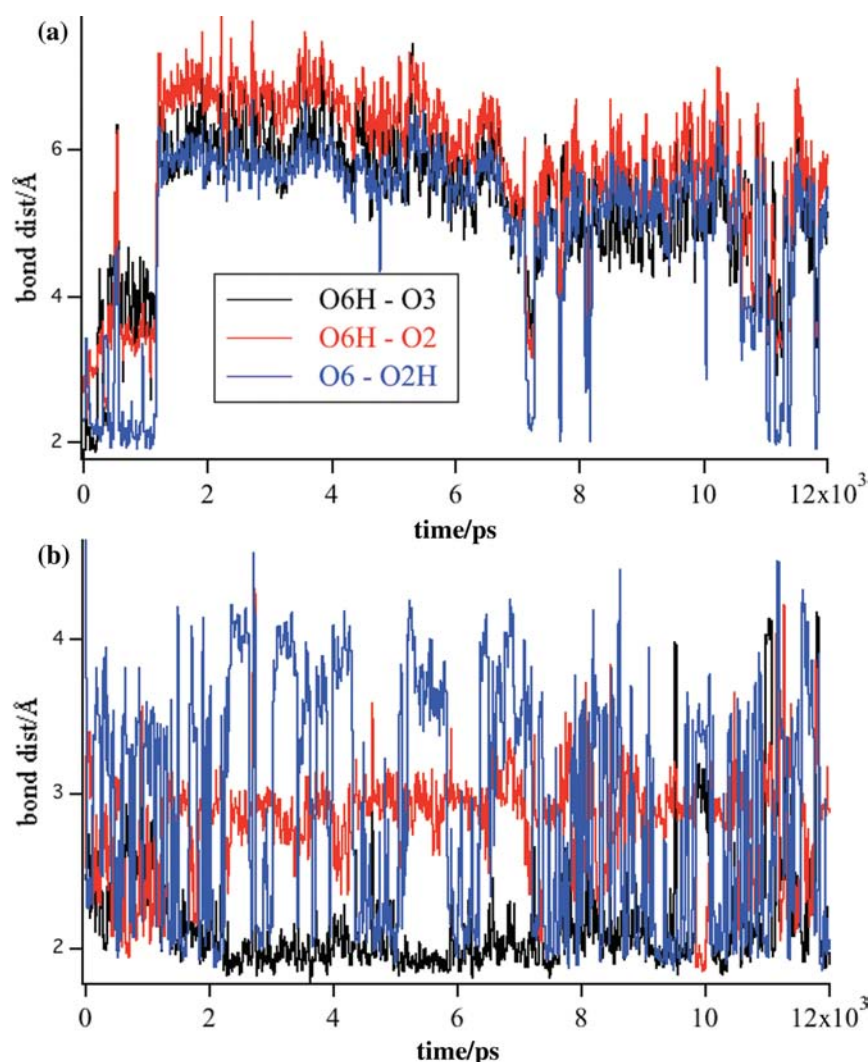 (a)
bond dist/Å
6
4
2
O6H - O3
O6H - O2
O6 - O2H
0 2 4 6 8 10 12x10³
time/ps
(b)
bond dist/Å
4
3
2
0 2 4 6 8 10 12x10³
time/ps